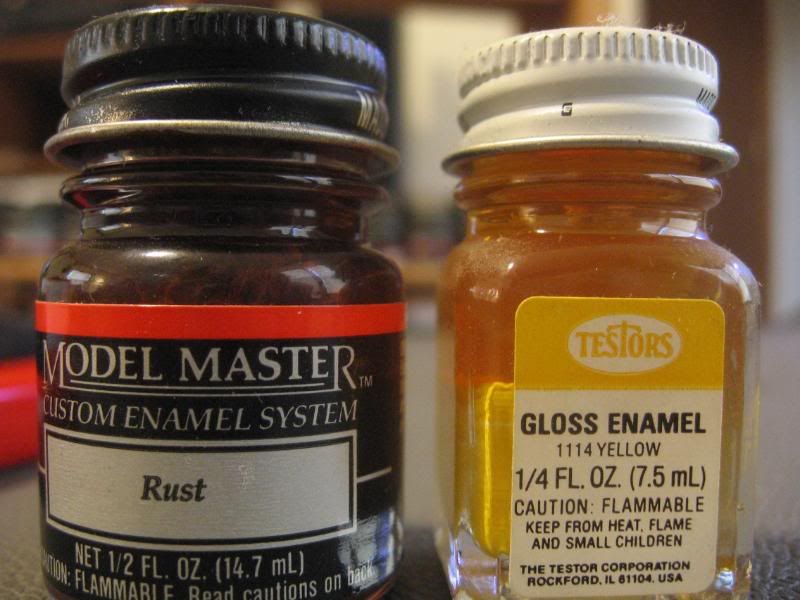 MODEL MASTER™
CUSTOM ENAMEL SYSTEM
Rust
NET 1/2 FL. OZ. (14.7 mL)
FLAMMABLE. Read cautions on back.
G
TESTORS
GLOSS ENAMEL
1114 YELLOW
1/4 FL. OZ. (7.5 mL)
CAUTION: FLAMMABLE
KEEP FROM HEAT, FLAME
AND SMALL CHILDREN
THE TESTOR CORPORATION
ROCKFORD, IL 61104, USA